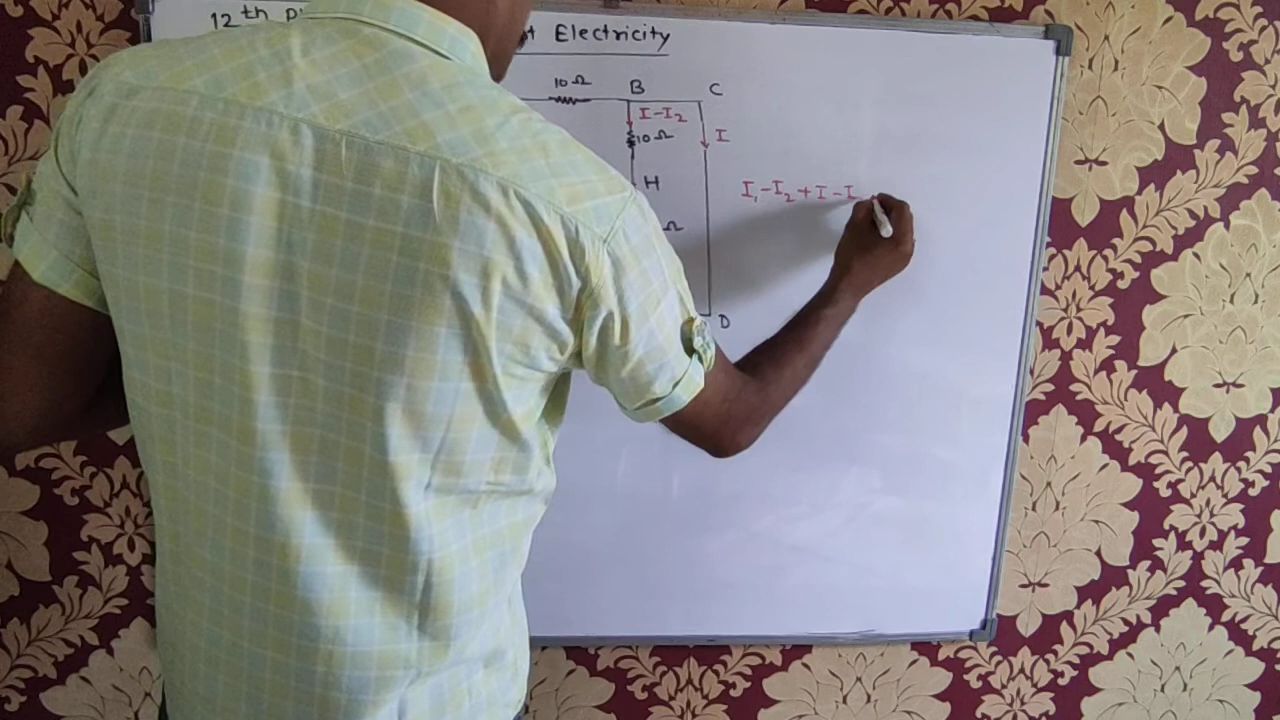 12th
Electricity
10Ω B C
I-I₂
10Ω I
H
I₁-I₂+I-I
Ω
D